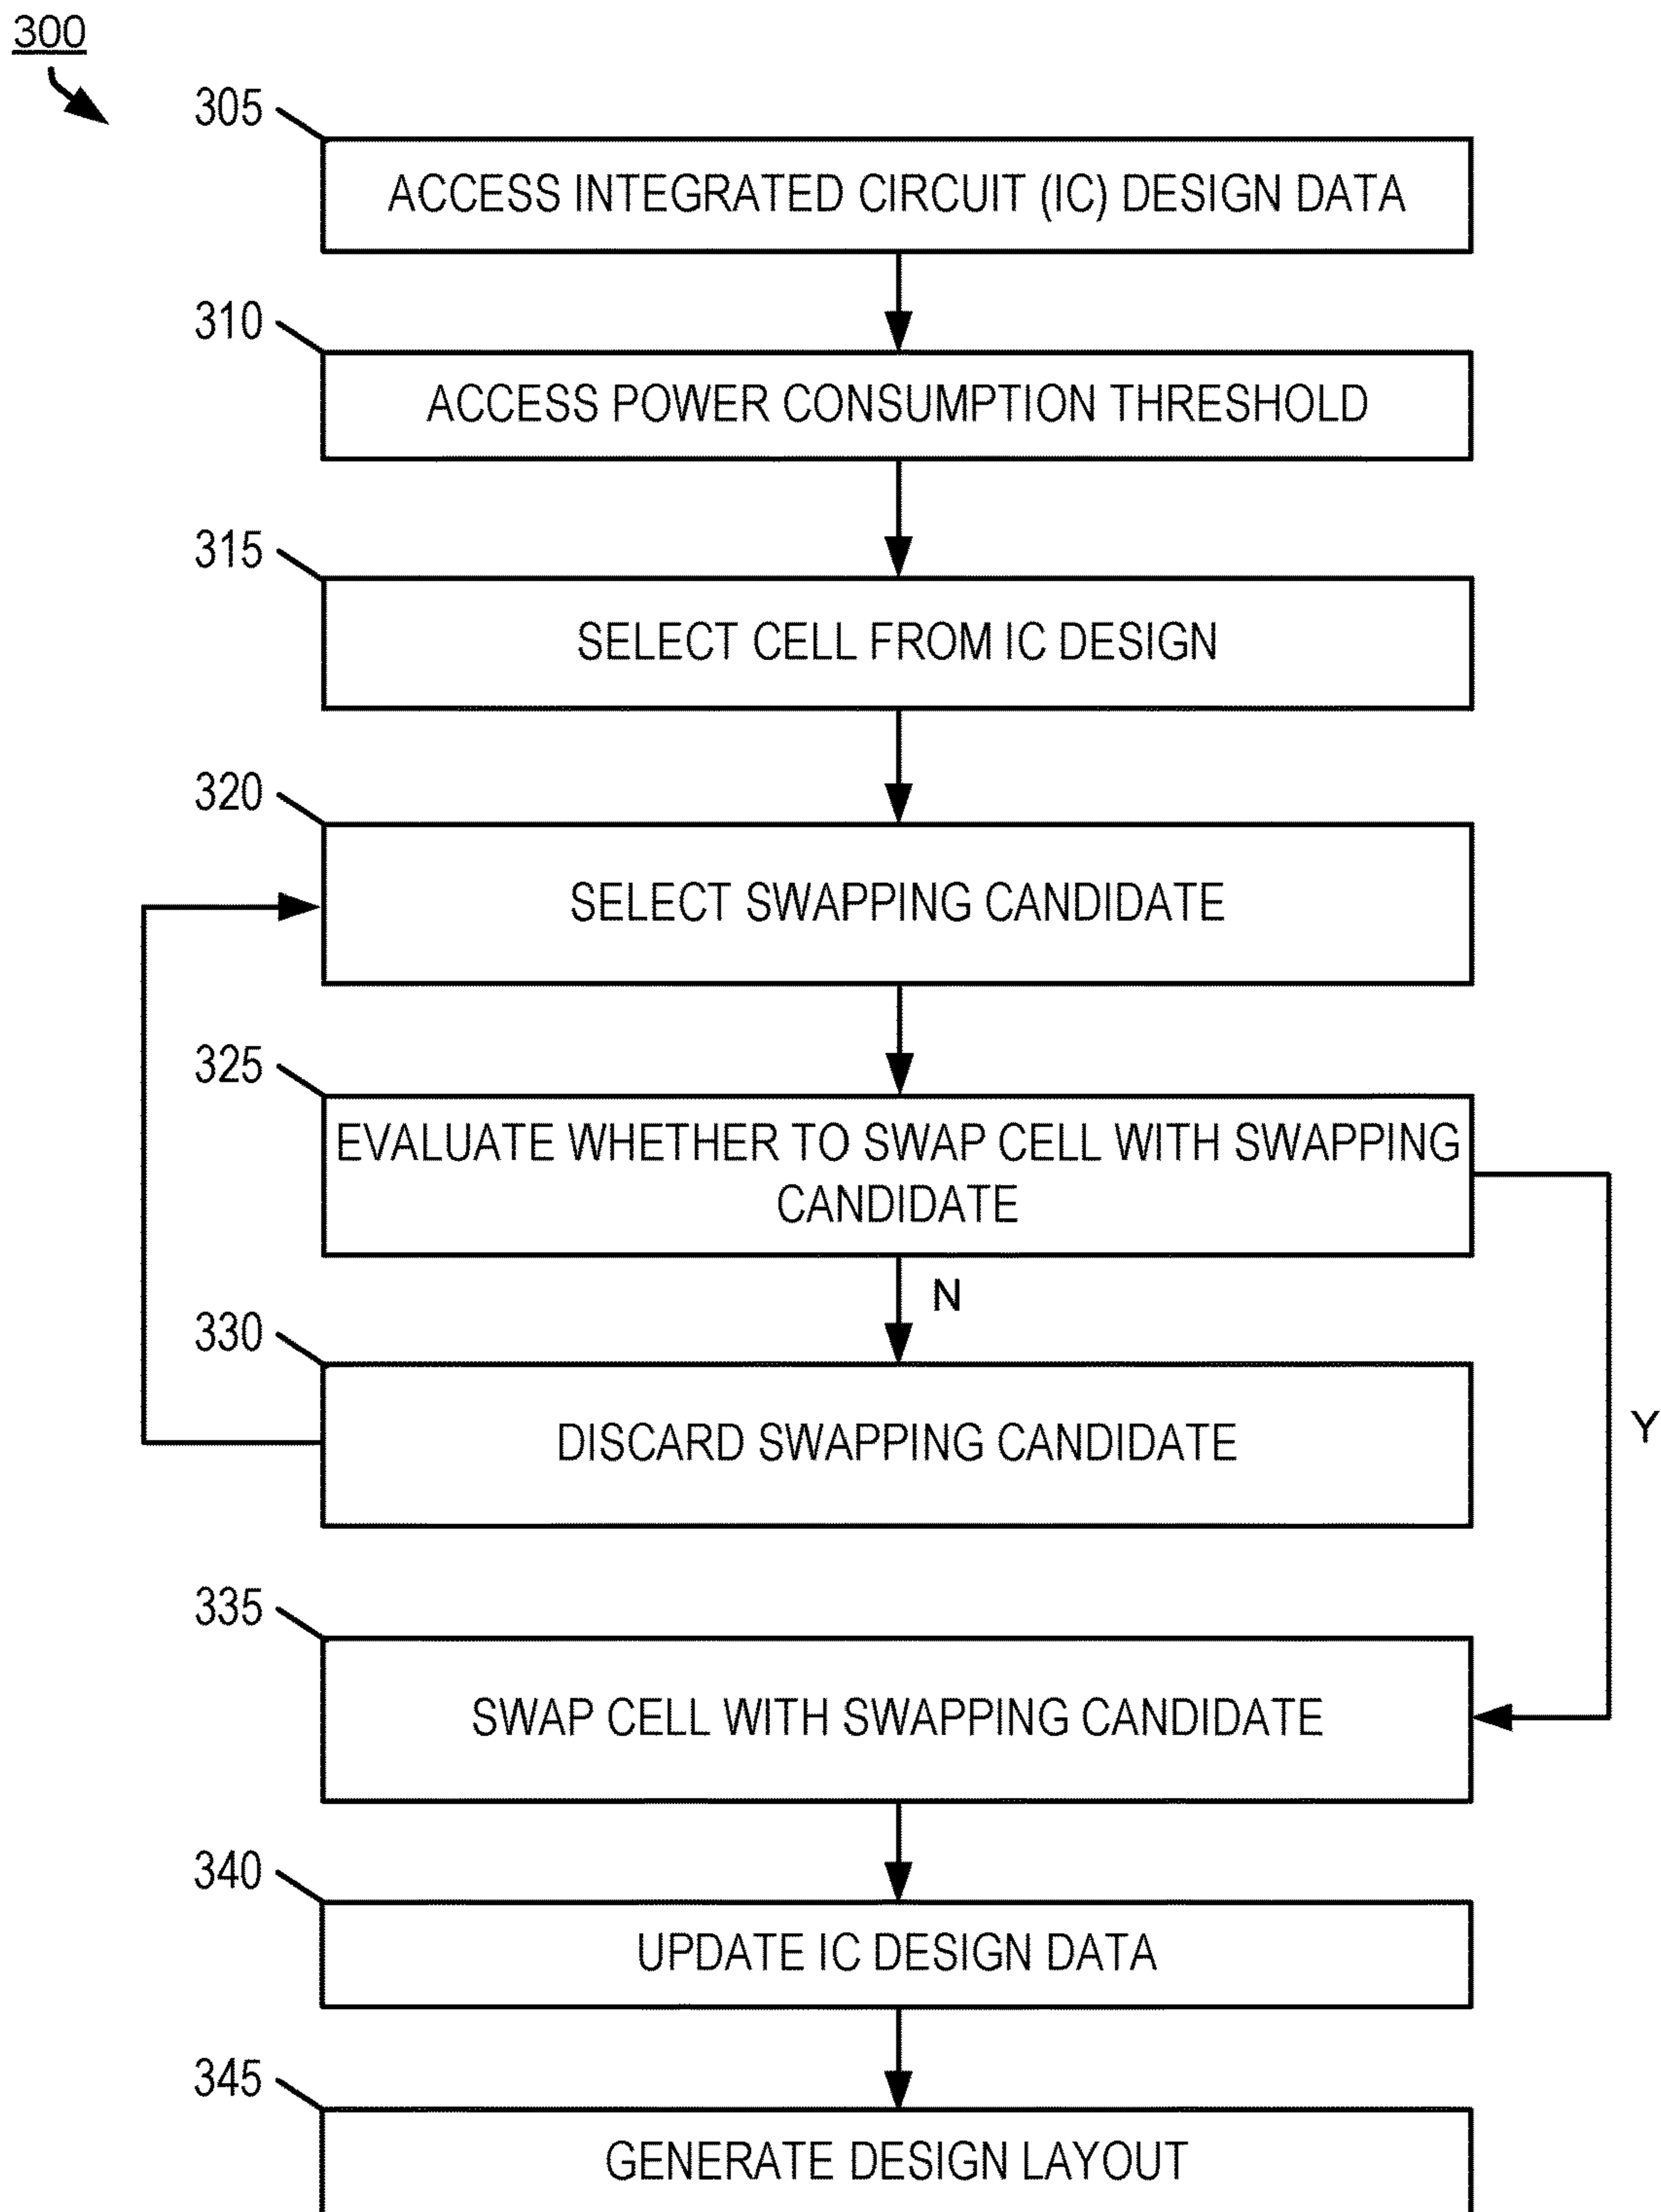 300
305
ACCESS INTEGRATED CIRCUIT (IC) DESIGN DATA
310
ACCESS POWER CONSUMPTION THRESHOLD
315
SELECT CELL FROM IC DESIGN
320
SELECT SWAPPING CANDIDATE
325
EVALUATE WHETHER TO SWAP CELL WITH SWAPPING
CANDIDATE
N
330
DISCARD SWAPPING CANDIDATE
Y
335
SWAP CELL WITH SWAPPING CANDIDATE
340
UPDATE IC DESIGN DATA
345
GENERATE DESIGN LAYOUT